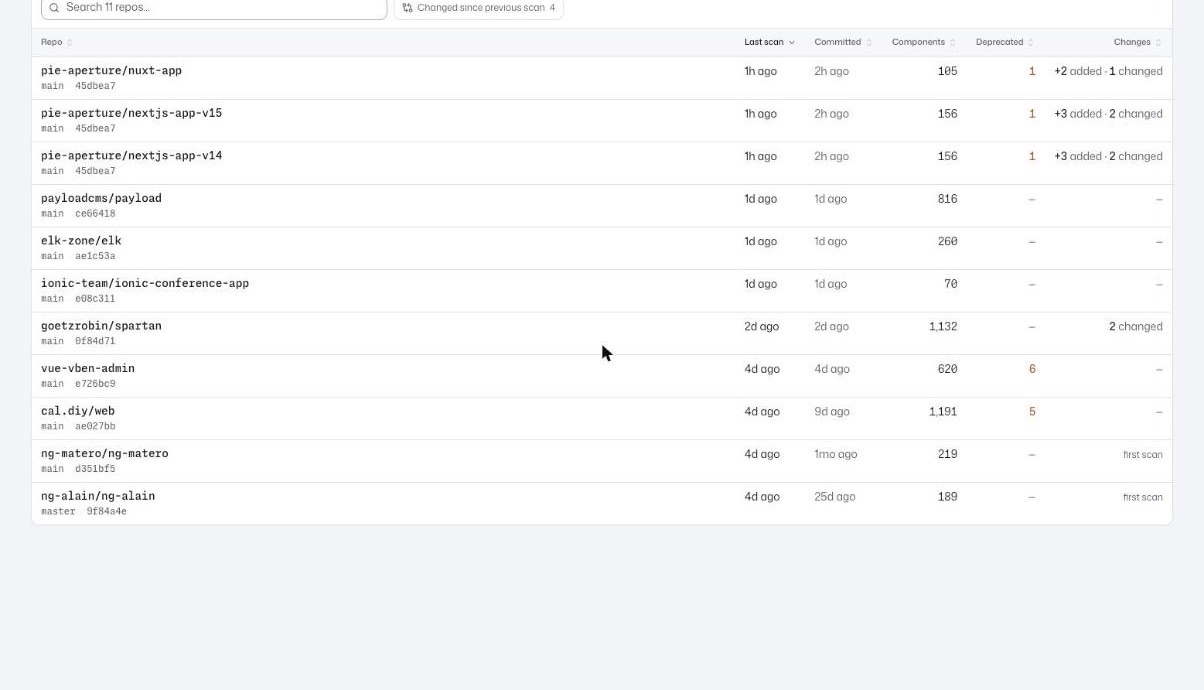 Search 11 repos... Changed since previous scan 4
Repo Last scan Committed Components Deprecated Changes
pie-aperture/nuxt-app 1h ago 2h ago 105 1 +2 added · 1 changed
main 45dbea7
pie-aperture/nextjs-app-v15 1h ago 2h ago 156 1 +3 added · 2 changed
main 45dbea7
pie-aperture/nextjs-app-v14 1h ago 2h ago 156 1 +3 added · 2 changed
main 45dbea7
payloadcms/payload 1d ago 1d ago 816 – –
main ce66418
elk-zone/elk 1d ago 1d ago 260 – –
main ae1c53a
ionic-team/ionic-conference-app 1d ago 1d ago 70 – –
main e08c311
goetzrobin/spartan 2d ago 2d ago 1,132 – 2 changed
main 0f84d71
vue-vben-admin 4d ago 4d ago 620 6 –
main e726bc9
cal.diy/web 4d ago 9d ago 1,191 5 –
main ae027bb
ng-matero/ng-matero 4d ago 1mo ago 219 – first scan
main d351bf5
ng-alain/ng-alain 4d ago 25d ago 189 – first scan
master 9f84a4e